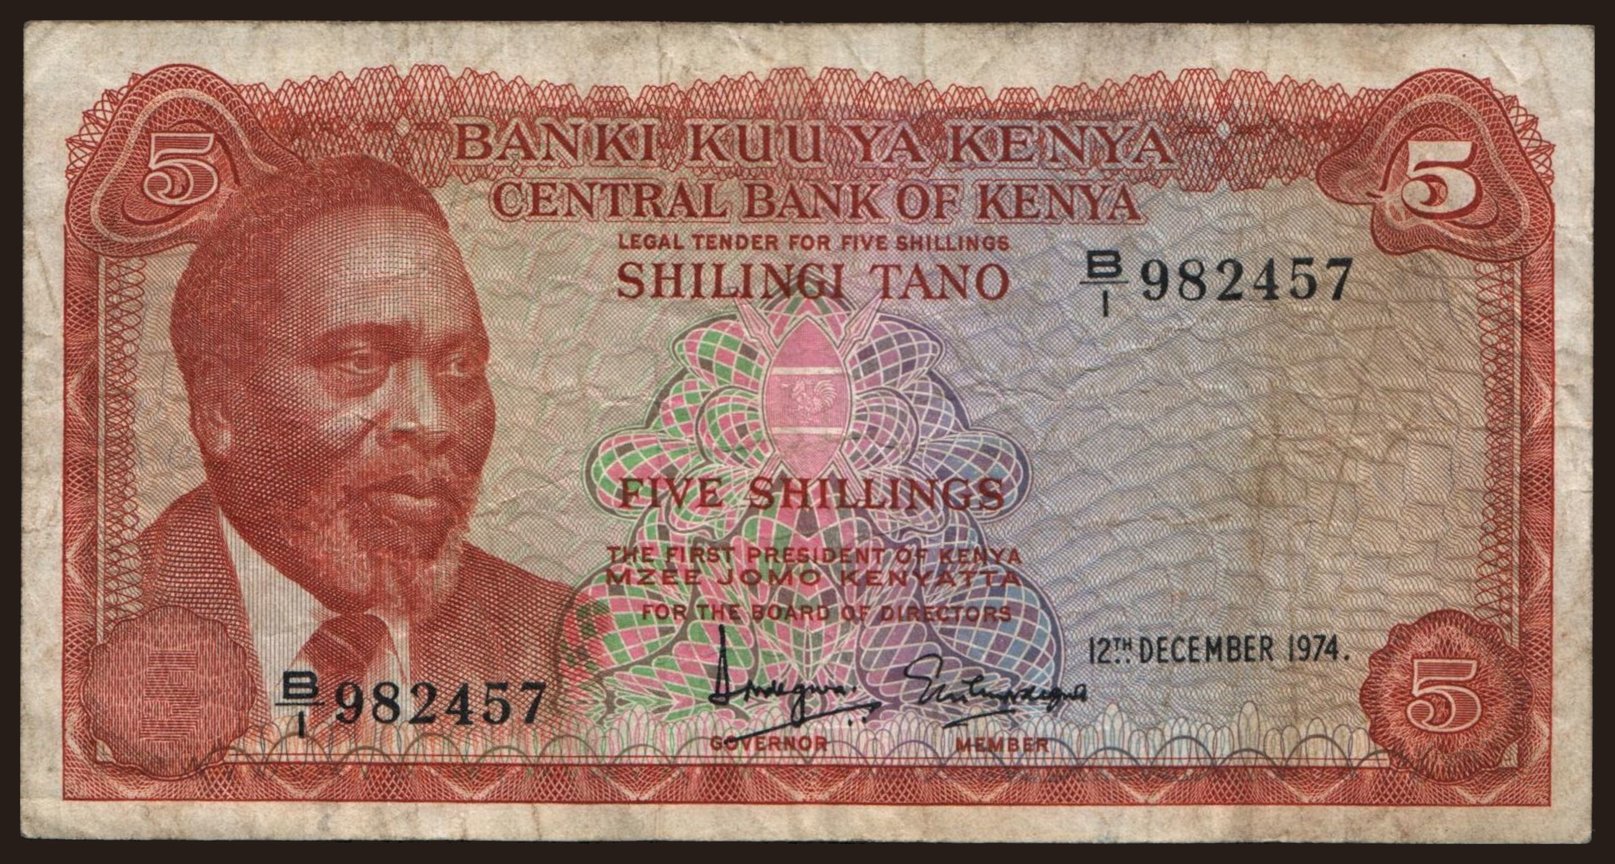 5
5
BANKI KUU YA KENYA
CENTRAL BANK OF KENYA
LEGAL TENDER FOR FIVE SHILLINGS
SHILINGI TANO
B/1 982457
FIVE SHILLINGS
THE FIRST PRESIDENT OF KENYA
MZEE JOMO KENYATTA
FOR THE BOARD OF DIRECTORS
12TH DECEMBER 1974.
B/1 982457
GOVERNOR
MEMBER
5
5